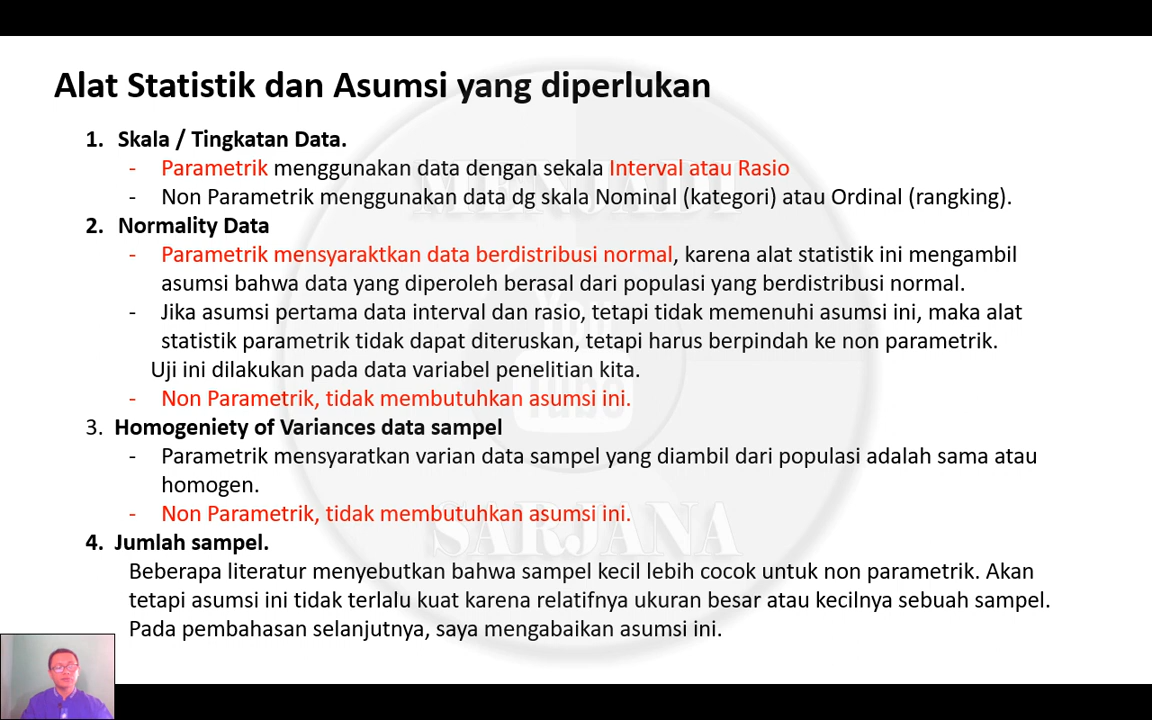 Alat Statistik dan Asumsi yang diperlukan
1. Skala / Tingkatan Data.
- Parametrik menggunakan data dengan sekala Interval atau Rasio
- Non Parametrik menggunakan data dg skala Nominal (kategori) atau Ordinal (rangking).
2. Normality Data
- Parametrik mensyaraktkan data berdistribusi normal, karena alat statistik ini mengambil
asumsi bahwa data yang diperoleh berasal dari populasi yang berdistribusi normal.
- Jika asumsi pertama data interval dan rasio, tetapi tidak memenuhi asumsi ini, maka alat
statistik parametrik tidak dapat diteruskan, tetapi harus berpindah ke non parametrik.
Uji ini dilakukan pada data variabel penelitian kita.
- Non Parametrik, tidak membutuhkan asumsi ini.
3. Homogeniety of Variances data sampel
- Parametrik mensyaratkan varian data sampel yang diambil dari populasi adalah sama atau
homogen.
- Non Parametrik, tidak membutuhkan asumsi ini.
4. Jumlah sampel.
Beberapa literatur menyebutkan bahwa sampel kecil lebih cocok untuk non parametrik. Akan
tetapi asumsi ini tidak terlalu kuat karena relatifnya ukuran besar atau kecilnya sebuah sampel.
Pada pembahasan selanjutnya, saya mengabaikan asumsi ini.
MENJADI
You
Tube
SARJANA